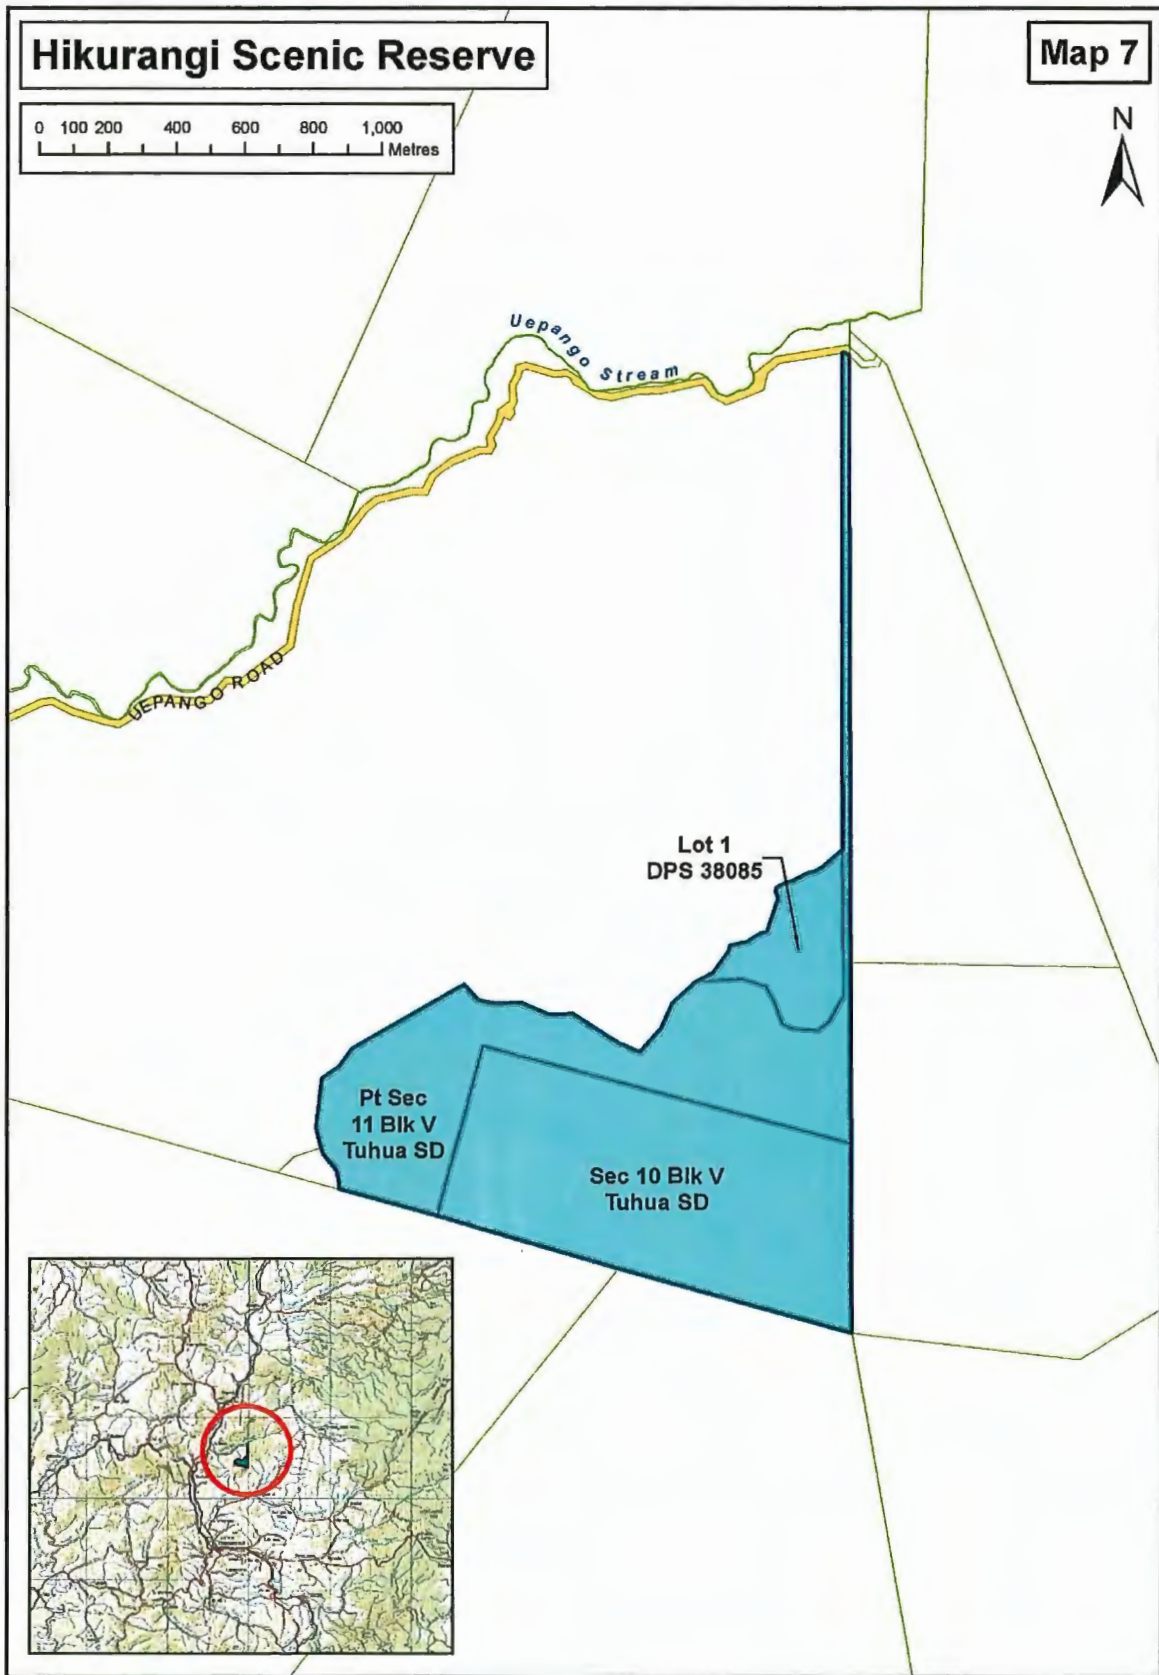 Hikurangi Scenic Reserve
Map 7
0 100 200 400 600 800 1,000
Metres
N
Uepango Stream
UEPANGO ROAD
Lot 1
DPS 38085
Pt Sec
11 Blk V
Tuhua SD
Sec 10 Blk V
Tuhua SD